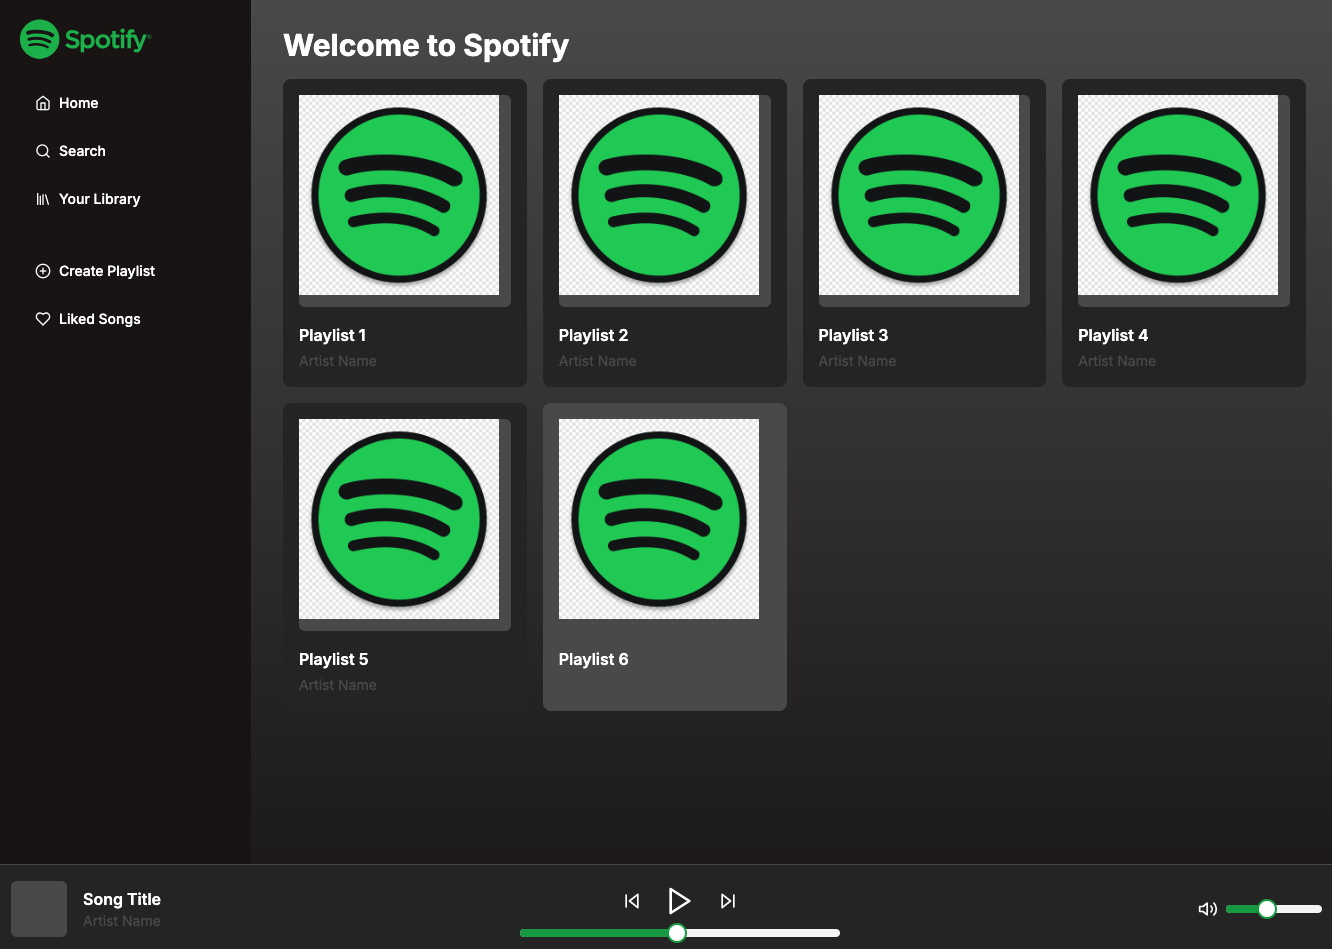 Spotify
Welcome to Spotify
Home
Search
Your Library
Create Playlist
Liked Songs
Playlist 1
Artist Name
Playlist 2
Artist Name
Playlist 3
Artist Name
Playlist 4
Artist Name
Playlist 5
Artist Name
Playlist 6
Song Title
Artist Name